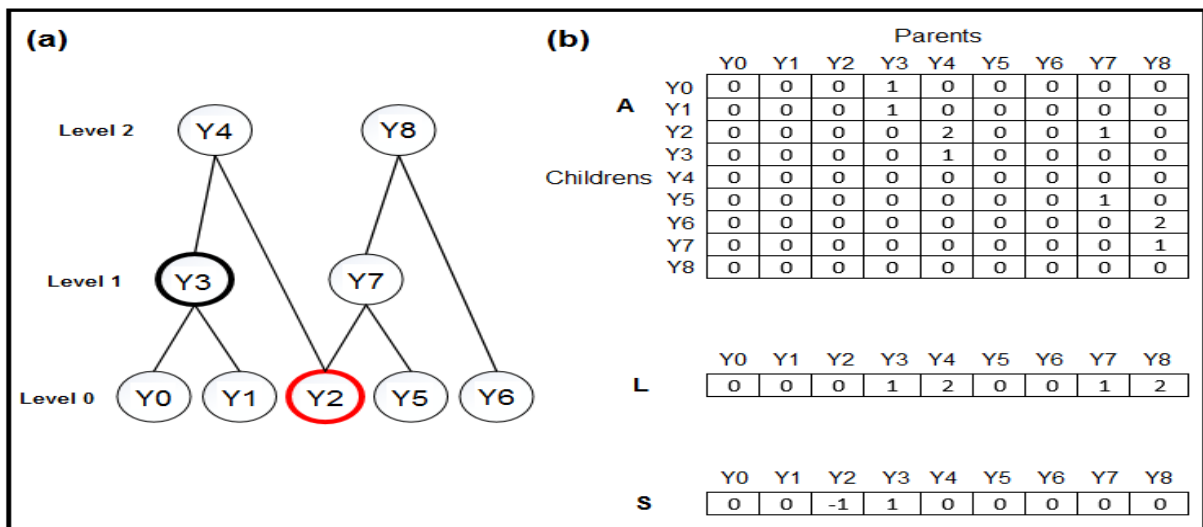 (a)
Level 2 Y4 Y8
Level 1 Y3 Y7
Level 0 Y0 Y1 Y2 Y5 Y6
(b)
Parents
Y0 Y1 Y2 Y3 Y4 Y5 Y6 Y7 Y8
A
Childrens
Y0 0 0 0 1 0 0 0 0 0
Y1 0 0 0 1 0 0 0 0 0
Y2 0 0 0 0 2 0 0 1 0
Y3 0 0 0 0 1 0 0 0 0
Y4 0 0 0 0 0 0 0 0 0
Y5 0 0 0 0 0 0 0 1 0
Y6 0 0 0 0 0 0 0 0 2
Y7 0 0 0 0 0 0 0 0 1
Y8 0 0 0 0 0 0 0 0 0
Y0 Y1 Y2 Y3 Y4 Y5 Y6 Y7 Y8
L 0 0 0 1 2 0 0 1 2
Y0 Y1 Y2 Y3 Y4 Y5 Y6 Y7 Y8
S 0 0 -1 1 0 0 0 0 0